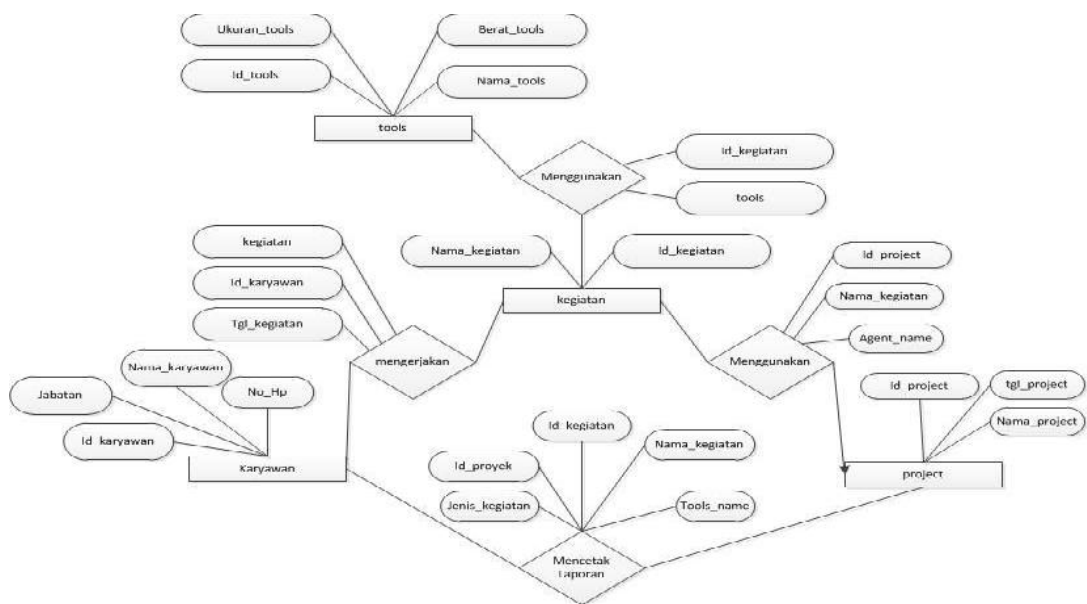 Ukuran_tools
Berat_tools
Id_tools
Nama_tools
tools
Menggunakan
Id_kegiatan
tools
kegiatan
Nama_kegiatan
Id_kegiatan
Id_project
Id_karyawan
kegiatan
Nama_kegiatan
Tgl_kegiatan
Agent_name
mengerjakan
Menggunakan
Nama_karyawan
No_Hp
Id_project
tgl_project
Jabatan
Nama_project
Id_karyawan
Id_kegiatan
Nama_kegiatan
Karyawan
Id_proyek
project
Jenis_kegiatan
Tools_name
Mencetak
Laporan